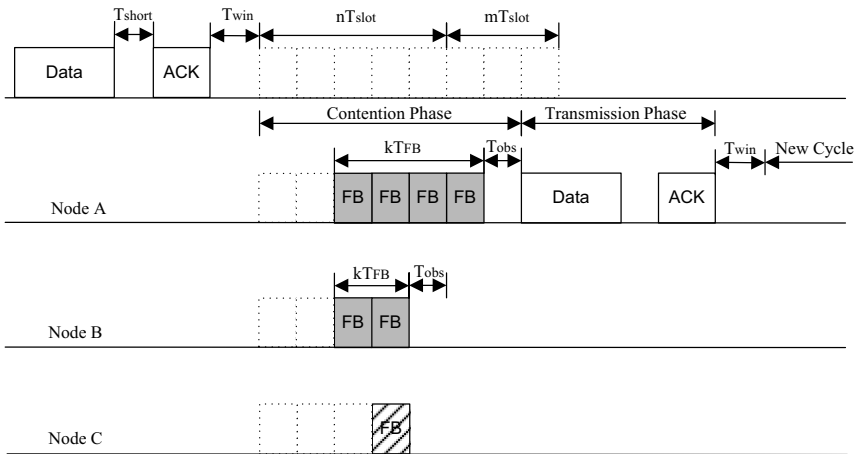 Tshort Twin nTslot mTslot
Data ACK
Contention Phase Transmission Phase
kTFB Tobs Twin New Cycle
Node A FB FB FB FB Data ACK
kTFB Tobs
Node B FB FB
Node C FB